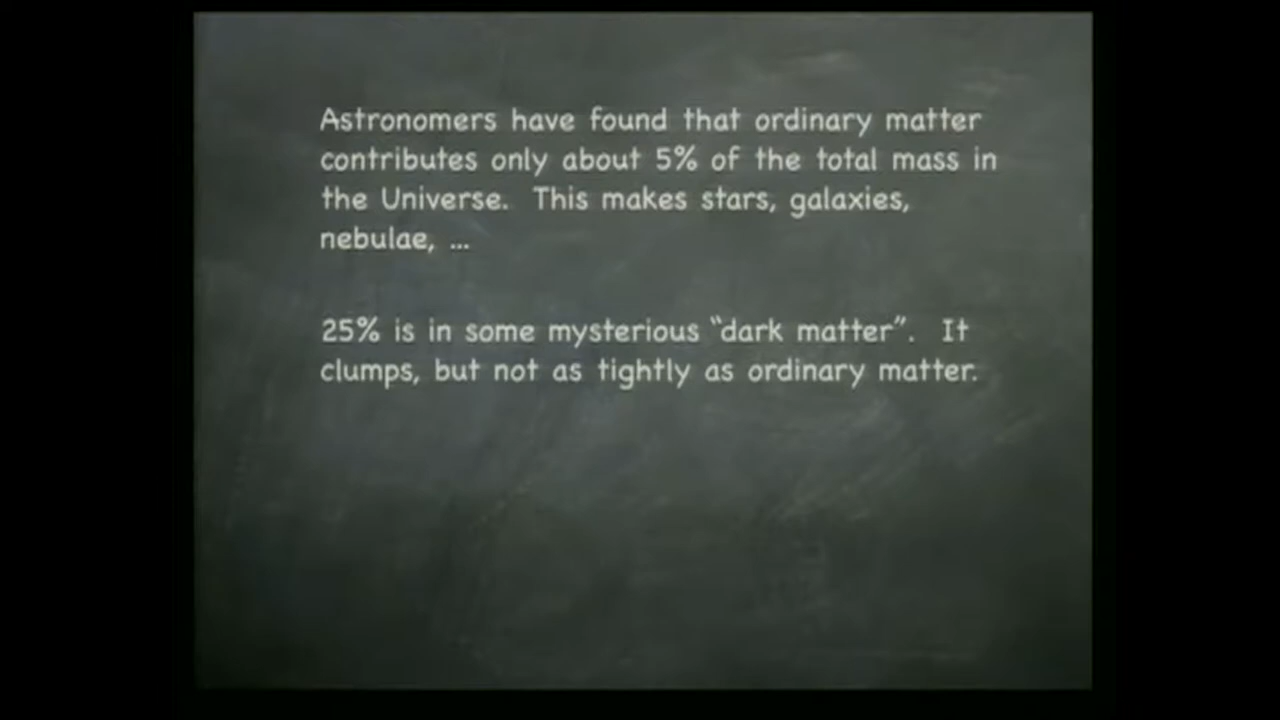 Astronomers have found that ordinary matter
contributes only about 5% of the total mass in
the Universe.  This makes stars, galaxies,
nebulae, ...
25% is in some mysterious “dark matter”.  It
clumps, but not as tightly as ordinary matter.